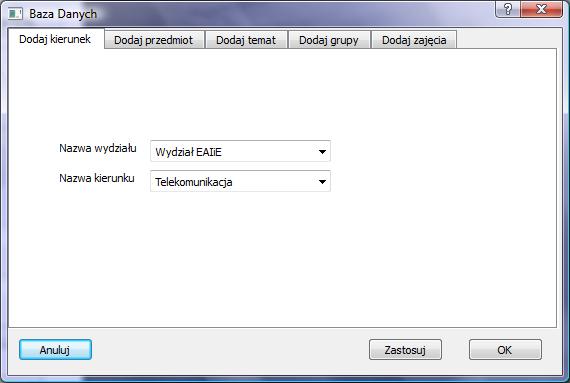 Baza Danych
Dodaj kierunek Dodaj przedmiot Dodaj temat Dodaj grupy Dodaj zajęcia
Nazwa wydziału Wydział EAIiE
Nazwa kierunku Telekomunikacja
Anuluj Zastosuj OK